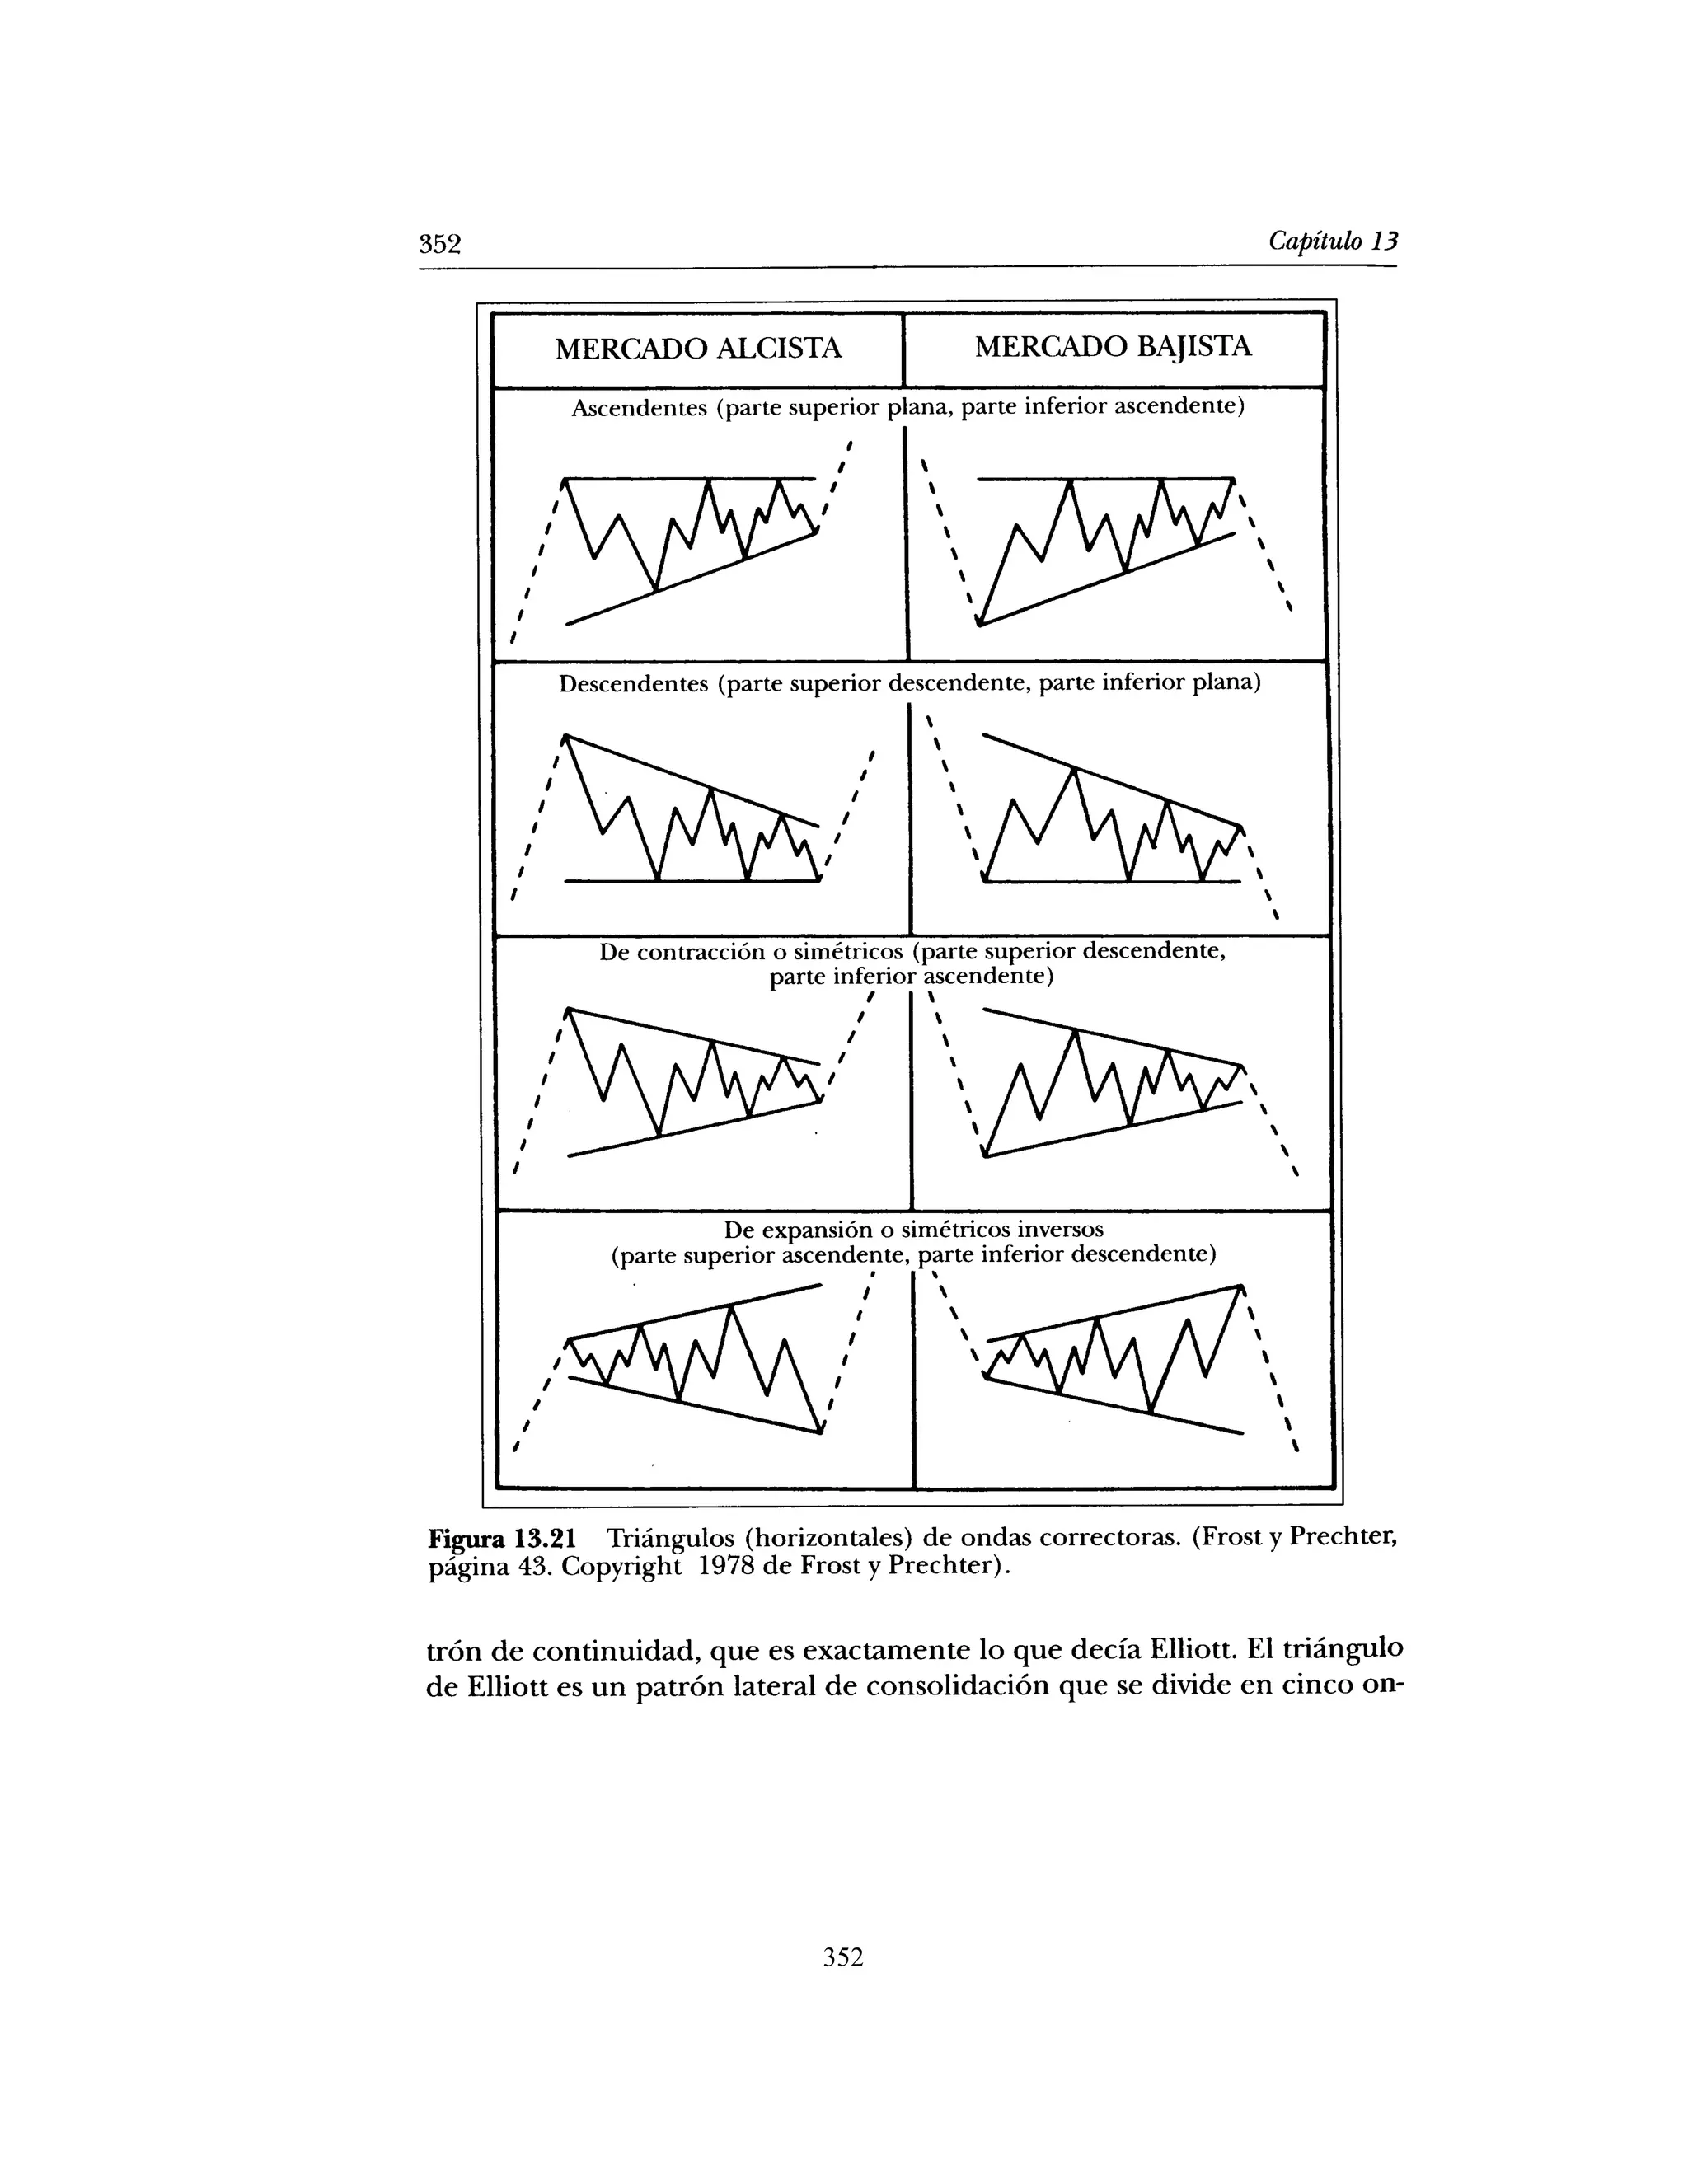 352
Capítulo 13
MERCADO ALCISTA
MERCADO BAJISTA
Ascendentes (parte superior plana, parte inferior ascendente)
Descendentes (parte superior descendente, parte inferior plana)
De contracción o simétricos (parte superior descendente,
parte inferior ascendente)
De expansión o simétricos inversos
(parte superior ascendente, parte inferior descendente)
Figura 13.21 Triángulos (horizontales) de ondas correctoras. (Frost y Prechter,
página 43. Copyright 1978 de Frost y Prechter).
trón de continuidad, que es exactamente lo que decía Elliott. El triángulo
de Elliott es un patrón lateral de consolidación que se divide en cinco on-
352